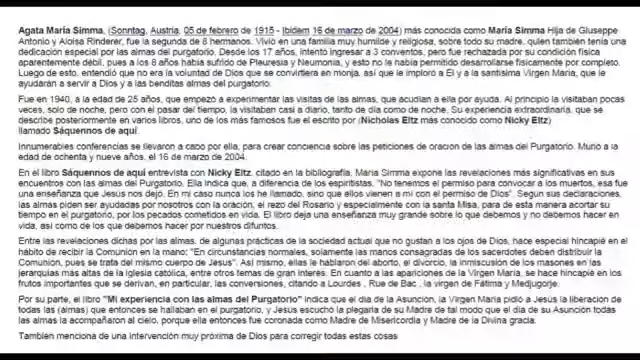 Agata María Simma, (Sonntag, Austria, 05 de febrero de 1915 - Ibídem 16 de marzo de 2004) más conocida como María Simma Hija de Giuseppe
Antonio y Aloisa Rinderer, fue la segunda de 8 hermanos. Vivió en una familia muy humilde y religiosa, sobre todo su madre, quien también tenía una
dedicación especial por las almas del purgatorio. Desde los 17 años, intento ingresar a 3 conventos, pero fue rechazada por su condición física
aparentemente débil, pues a los 8 años había sufrido de Pleuresia y Neumonía, y esto no le había permitido desarrollarse físicamente por completo.
Luego de esto, entendió que no era la voluntad de Dios que se convirtiera en monja, así que le imploró a Él y a la santísima Virgen María, que le
ayudarán a servir a Dios y a las benditas almas del purgatorio.
Fue en 1940, a la edad de 25 años, que empezó a experimentar las visitas de las almas, que acudían a ella por ayuda. Al principio la visitaban pocas
veces, solo de noche, pero con el pasar del tiempo, la visitaban casi a diario, tanto de día como de noche. Su experiencia extraordinaria, que se
describe posteriormente en varios libros, uno de los más famosos fue el escrito por (Nicholas Eltz más conocido como Nicky Eltz)
llamado Sáquennos de aquí.
Innumerables conferencias se llevaron a cabo por ella, para crear conciencia sobre las peticiones de oracion de las almas del Purgatorio. Murio a la
edad de ochenta y nueve años, el 16 de marzo de 2004.
En el libro Sáquennos de aquí entrevista con Nicky Eltz, citado en la bibliografía, María Simma expone las revelaciones más significativas en sus
encuentros con las almas del Purgatorio. Ella indica que, a diferencia de los espiritistas, "No tenemos el permiso para convocar a los muertos, esa fue
una enseñanza que Jesús nos dejó. En mi caso nunca los he llamado, sino que ellos vienen a mí con el permiso de Dios". Según sus declaraciones,
las almas piden ser ayudadas por nosotros con la oración, el rezo del Rosario y especialmente con la santa Misa, para de esta manera acortar su
tiempo en el purgatorio, por los pecados cometidos en vida. El libro deja una enseñanza muy grande sobre lo que debemos y no debemos hacer en
vida, así como de los que debemos hacer por nuestros difuntos.
Entre las revelaciones dichas por las almas, de algunas prácticas de la sociedad actual que no gustan a los ojos de Dios, hace especial hincapié en el
hábito de recibir la Comunión en la mano: "En circunstancias normales, solamente las manos consagradas de los sacerdotes deben distribuir la
Comunión, pues se trata del mismo cuerpo de Jesús". Así mismo, ellas le hablaron del aborto, el divorcio, la inmiscusión de los masones en las
jerarquías más altas de la iglesia católica, entre otros temas de gran interés. En cuanto a las apariciones de la Virgen María, se hace hincapié en los
frutos importantes que se derivan, en particular, las conversiones, citando a Lourdes , Rue de Bac , la virgen de Fátima y Medjugorje.
Por su parte, el libro "Mi experiencia con las almas del Purgatorio" indica que el día de la Asunción, la Virgen María pidió a Jesús la liberación de
todas las (almas) que entonces se hallaban en el purgatorio, y Jesús escuchó la plegaria de su Madre de tal modo que el día de su Asunción todas
las almas la acompañaron al cielo, porque ella entonces fue coronada como Madre de Misericordia y Madre de la Divina gracia.
Tambien menciona de una intervención muy próxima de Dios para corregir todas estas cosas